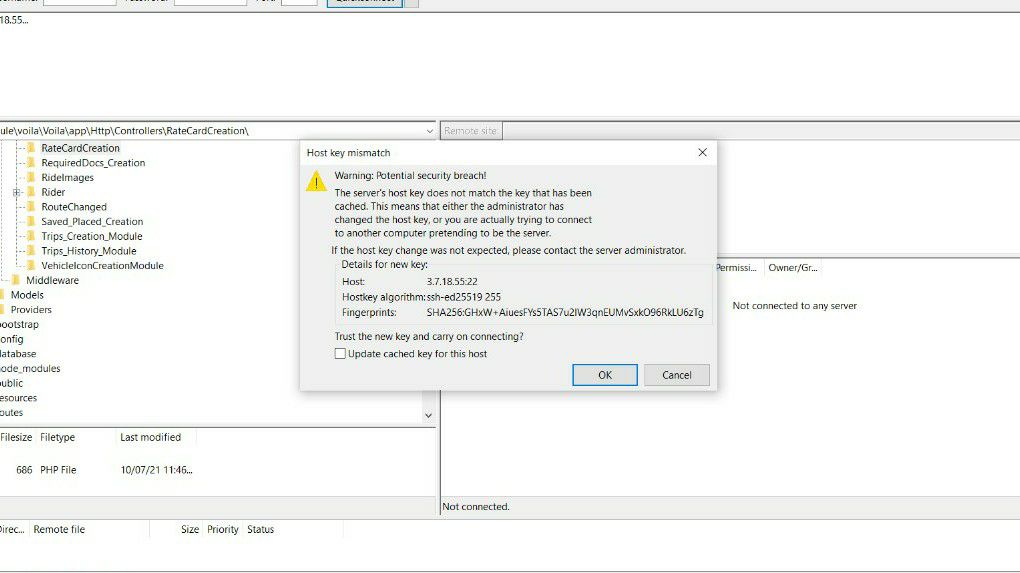 18.55...
ule\voila\Voila\app\Http\Controllers\RateCardCreation\
Remote site:
RateCardCreation
RequiredDocs_Creation
RideImages
Rider
RouteChanged
Saved_Placed_Creation
Trips_Creation_Module
Trips_History_Module
VehicleIconCreationModule
Middleware
Models
Providers
bootstrap
config
database
node_modules
public
resources
routes
Host key mismatch
Warning: Potential security breach!
The server's host key does not match the key that has been
cached. This means that either the administrator has
changed the host key, or you are actually trying to connect
to another computer pretending to be the server.
If the host key change was not expected, please contact the server administrator.
Details for new key:
Host: 3.7.18.55:22
Hostkey algorithm: ssh-ed25519 255
Fingerprints: SHA256:GHxW+AiuesFYs5TAS7u2IW3qnEUMvSxkO96RkLU6zTg
Trust the new key and carry on connecting?
Update cached key for this host
OK Cancel
Permissi... Owner/Gr...
Not connected to any server
Filesize Filetype Last modified
686 PHP File 10/07/21 11:46...
Not connected.
Direc... Remote file Size Priority Status